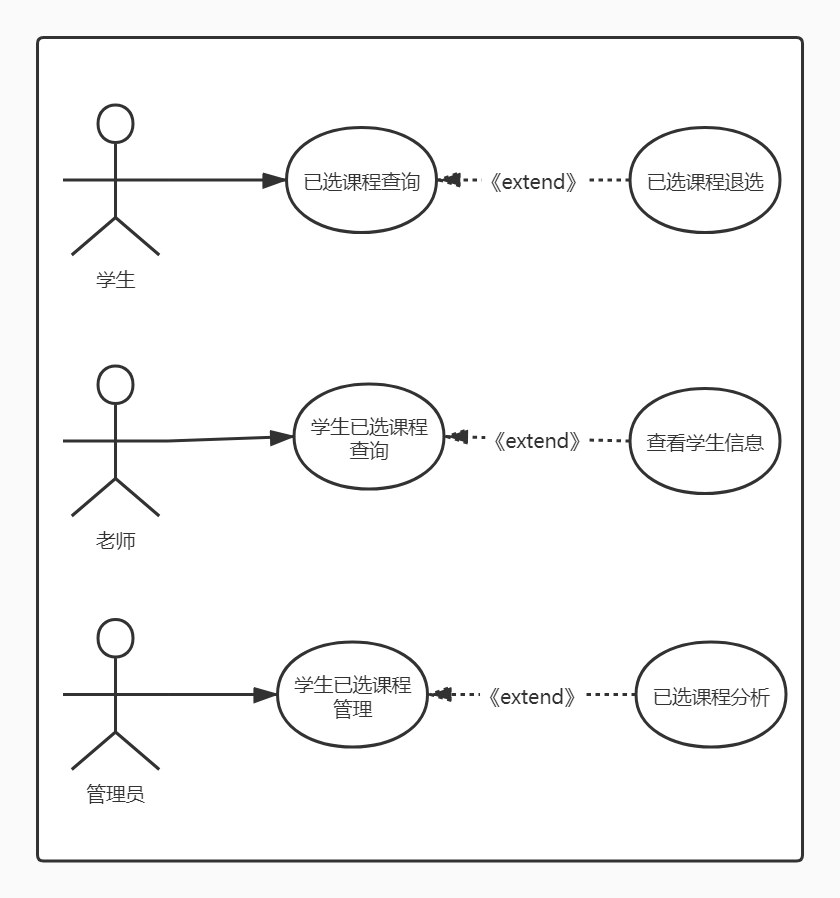 已选课程查询
《extend》
已选课程退选
学生
学生已选课程
查询
《extend》
查看学生信息
老师
学生已选课程
管理
《extend》
已选课程分析
管理员